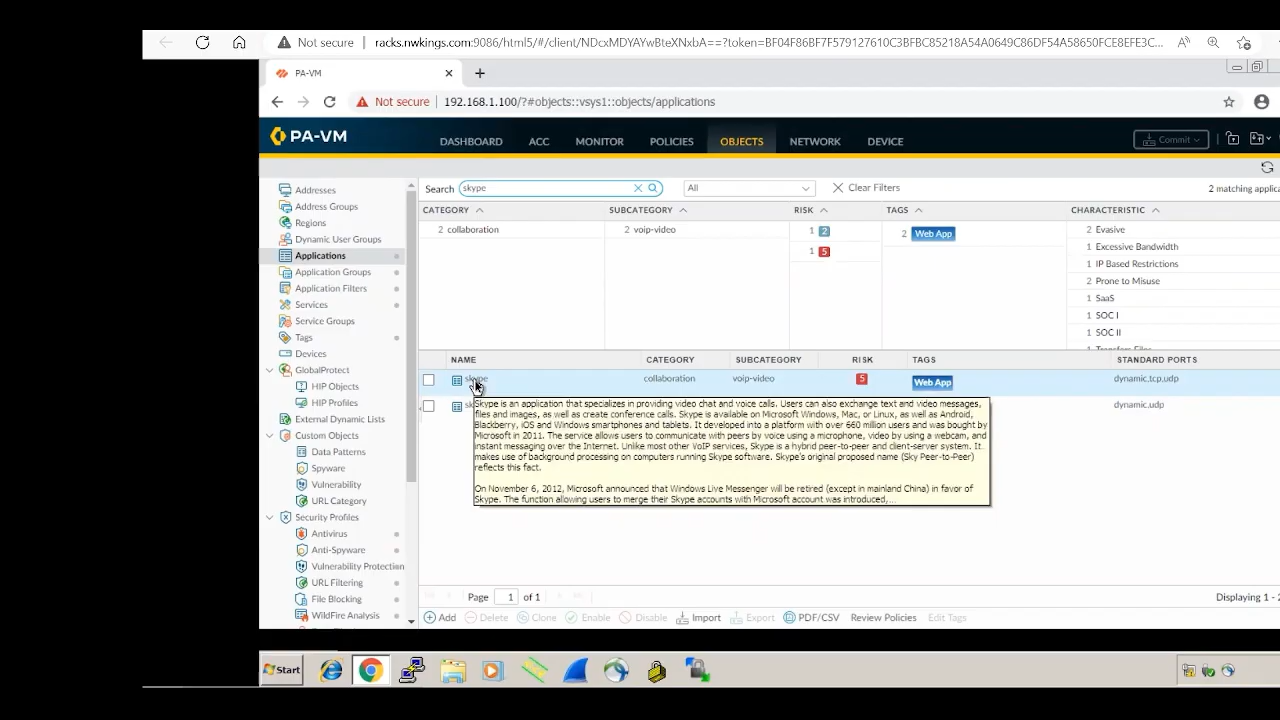 Not secure
racks.nwkings.com:9086/html5/#/client/NDcxMDYAYwBteXNxbA==?token=BF04F86BF7F579127610C3BFBC85218A54A0649C86DF54A58650FCE8EFE3C...
PA-VM
Not secure 192.168.1.100/?#objects::vsys1::objects/applications
PA-VM
DASHBOARD ACC MONITOR POLICIES OBJECTS NETWORK DEVICE
Commit
Addresses
Address Groups
Regions
Dynamic User Groups
Applications
Application Groups
Application Filters
Services
Service Groups
Tags
Devices
GlobalProtect
HIP Objects
HIP Profiles
External Dynamic Lists
Custom Objects
Data Patterns
Spyware
Vulnerability
URL Category
Security Profiles
Antivirus
Anti-Spyware
Vulnerability Protection
URL Filtering
File Blocking
WildFire Analysis
Search skype All Clear Filters 2 matching applica
CATEGORY SUBCATEGORY RISK TAGS CHARACTERISTIC
2 collaboration 2 voip-video 1 2 2 Web App 2 Evasive
1 5 1 Excessive Bandwidth
1 IP Based Restrictions
2 Prone to Misuse
1 SaaS
1 SOC I
1 SOC II
1 Transfers Files
NAME CATEGORY SUBCATEGORY RISK TAGS STANDARD PORTS
skype collaboration voip-video 5 Web App dynamic,tcp,udp
sk dynamic,udp
Skype is an application that specializes in providing video chat and voice calls. Users can also exchange text and video messages,
files and images, as well as create conference calls. Skype is available on Microsoft Windows, Mac, or Linux, as well as Android,
Blackberry, iOS and Windows smartphones and tablets. It developed into a platform with over 660 million users and was bought by
Microsoft in 2011. The service allows users to communicate with peers by voice using a microphone, video by using a webcam, and
instant messaging over the Internet. Unlike most other VoIP services, Skype is a hybrid peer-to-peer and client-server system. It
makes use of background processing on computers running Skype software. Skype's original proposed name (Sky Peer-to-Peer)
reflects this fact.
On November 6, 2012, Microsoft announced that Windows Live Messenger will be retired (except in mainland China) in favor of
Skype. The function allowing users to merge their Skype accounts with Microsoft account was introduced,...
Page 1 of 1 Displaying 1 - 2
Add Delete Clone Enable Disable Import Export PDF/CSV Review Policies Edit Tags
Start